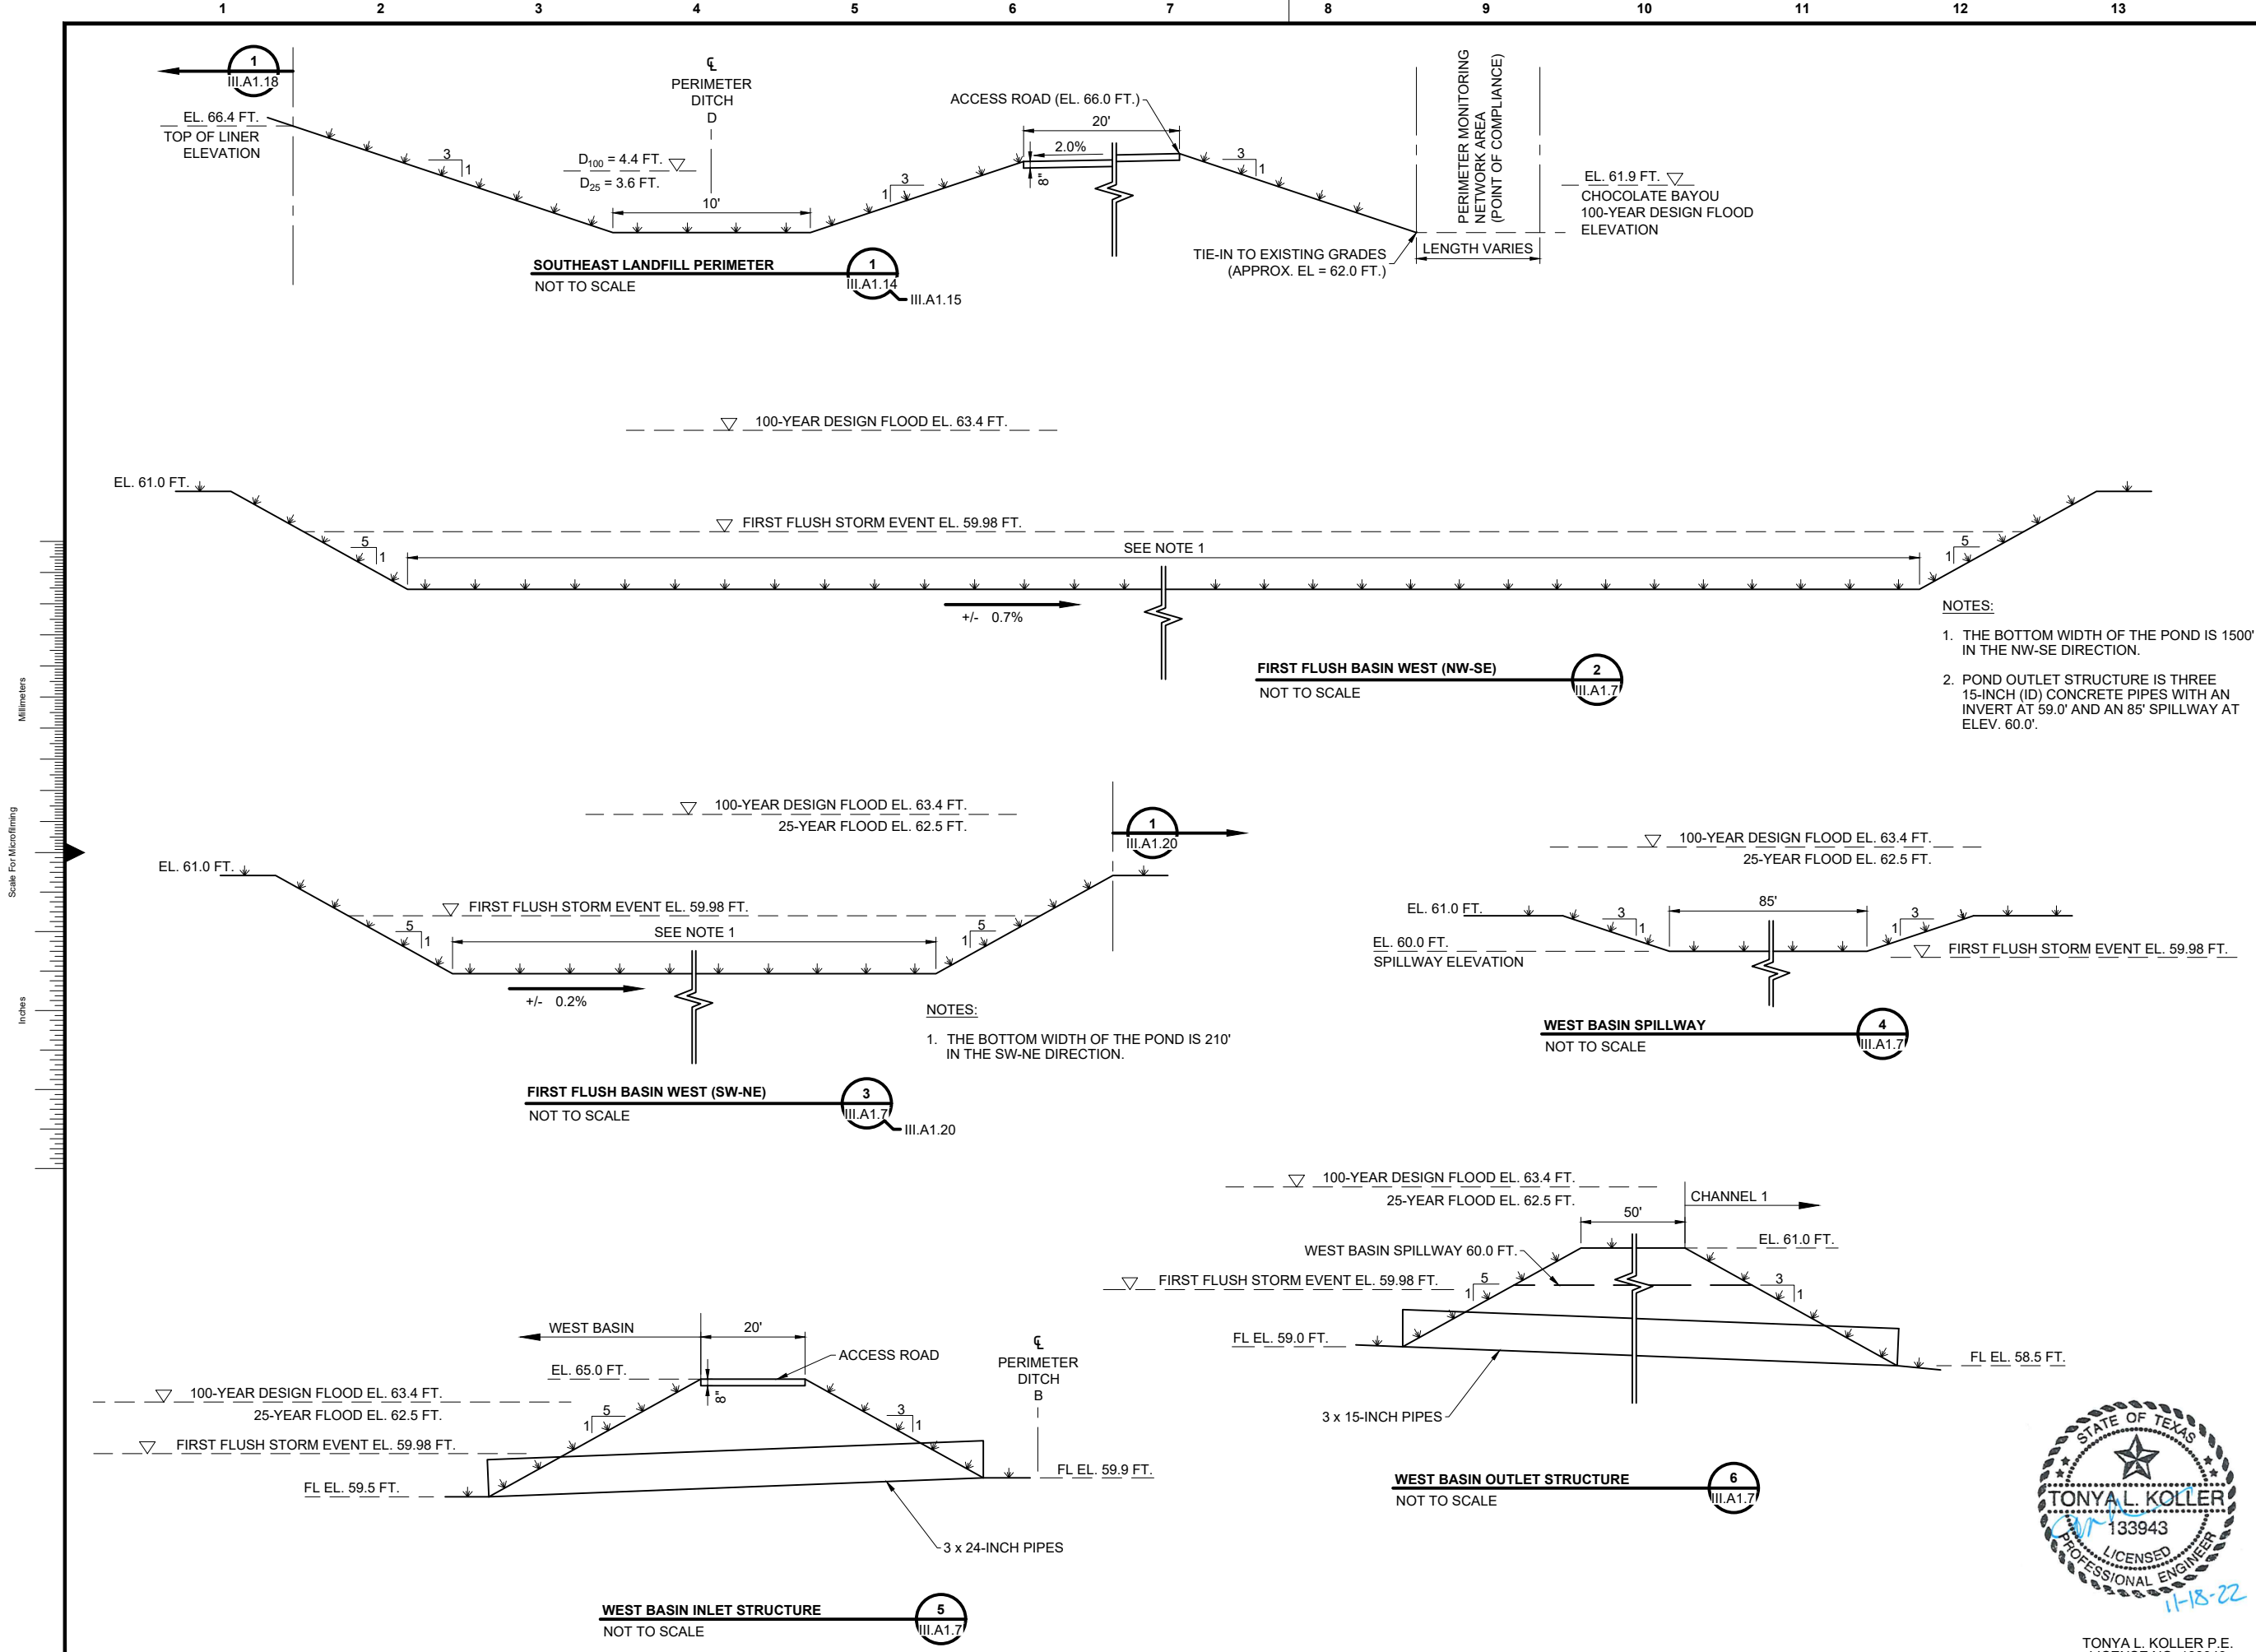 1 2 3 4 5 6 7 8 9 10 11 12 13
1
III.A1.18
EL. 66.4 FT.
TOP OF LINER
ELEVATION
3
1
℄
PERIMETER
DITCH
D
D100 = 4.4 FT.
D25 = 3.6 FT.
10'
3
1
ACCESS ROAD (EL. 66.0 FT.)
20'
2.0%
8"
3
1
PERIMETER MONITORING
NETWORK AREA
(POINT OF COMPLIANCE)
EL. 61.9 FT.
CHOCOLATE BAYOU
100-YEAR DESIGN FLOOD
ELEVATION
TIE-IN TO EXISTING GRADES
(APPROX. EL = 62.0 FT.)
LENGTH VARIES
SOUTHEAST LANDFILL PERIMETER
NOT TO SCALE
1
III.A1.14
III.A1.15
100-YEAR DESIGN FLOOD EL. 63.4 FT.
EL. 61.0 FT.
FIRST FLUSH STORM EVENT EL. 59.98 FT.
5
1
SEE NOTE 1
5
1
+/- 0.7%
FIRST FLUSH BASIN WEST (NW-SE)
NOT TO SCALE
2
III.A1.7
NOTES:
1. THE BOTTOM WIDTH OF THE POND IS 1500'
IN THE NW-SE DIRECTION.
2. POND OUTLET STRUCTURE IS THREE
15-INCH (ID) CONCRETE PIPES WITH AN
INVERT AT 59.0' AND AN 85' SPILLWAY AT
ELEV. 60.0'.
Millimeters
Scale For Microfilming
Inches
100-YEAR DESIGN FLOOD EL. 63.4 FT.
25-YEAR FLOOD EL. 62.5 FT.
1
III.A1.20
EL. 61.0 FT.
FIRST FLUSH STORM EVENT EL. 59.98 FT.
5
1
SEE NOTE 1
5
1
+/- 0.2%
NOTES:
1. THE BOTTOM WIDTH OF THE POND IS 210'
IN THE SW-NE DIRECTION.
FIRST FLUSH BASIN WEST (SW-NE)
NOT TO SCALE
3
III.A1.7
III.A1.20
100-YEAR DESIGN FLOOD EL. 63.4 FT.
25-YEAR FLOOD EL. 62.5 FT.
EL. 61.0 FT.
3
1
85'
3
1
EL. 60.0 FT.
SPILLWAY ELEVATION
FIRST FLUSH STORM EVENT EL. 59.98 FT.
WEST BASIN SPILLWAY
NOT TO SCALE
4
III.A1.7
WEST BASIN
20'
ACCESS ROAD
EL. 65.0 FT.
8"
℄
PERIMETER
DITCH
B
100-YEAR DESIGN FLOOD EL. 63.4 FT.
25-YEAR FLOOD EL. 62.5 FT.
5
1
3
1
FIRST FLUSH STORM EVENT EL. 59.98 FT.
FL EL. 59.5 FT.
FL EL. 59.9 FT.
3 x 24-INCH PIPES
WEST BASIN INLET STRUCTURE
NOT TO SCALE
5
III.A1.7
100-YEAR DESIGN FLOOD EL. 63.4 FT.
25-YEAR FLOOD EL. 62.5 FT.
CHANNEL 1
50'
EL. 61.0 FT.
WEST BASIN SPILLWAY 60.0 FT.
FIRST FLUSH STORM EVENT EL. 59.98 FT.
5
1
3
1
FL EL. 59.0 FT.
FL EL. 58.5 FT.
3 x 15-INCH PIPES
WEST BASIN OUTLET STRUCTURE
NOT TO SCALE
6
III.A1.7
STATE OF TEXAS
TONYA L. KOLLER
133943
LICENSED
PROFESSIONAL ENGINEER
11-18-22
TONYA L. KOLLER P.E.